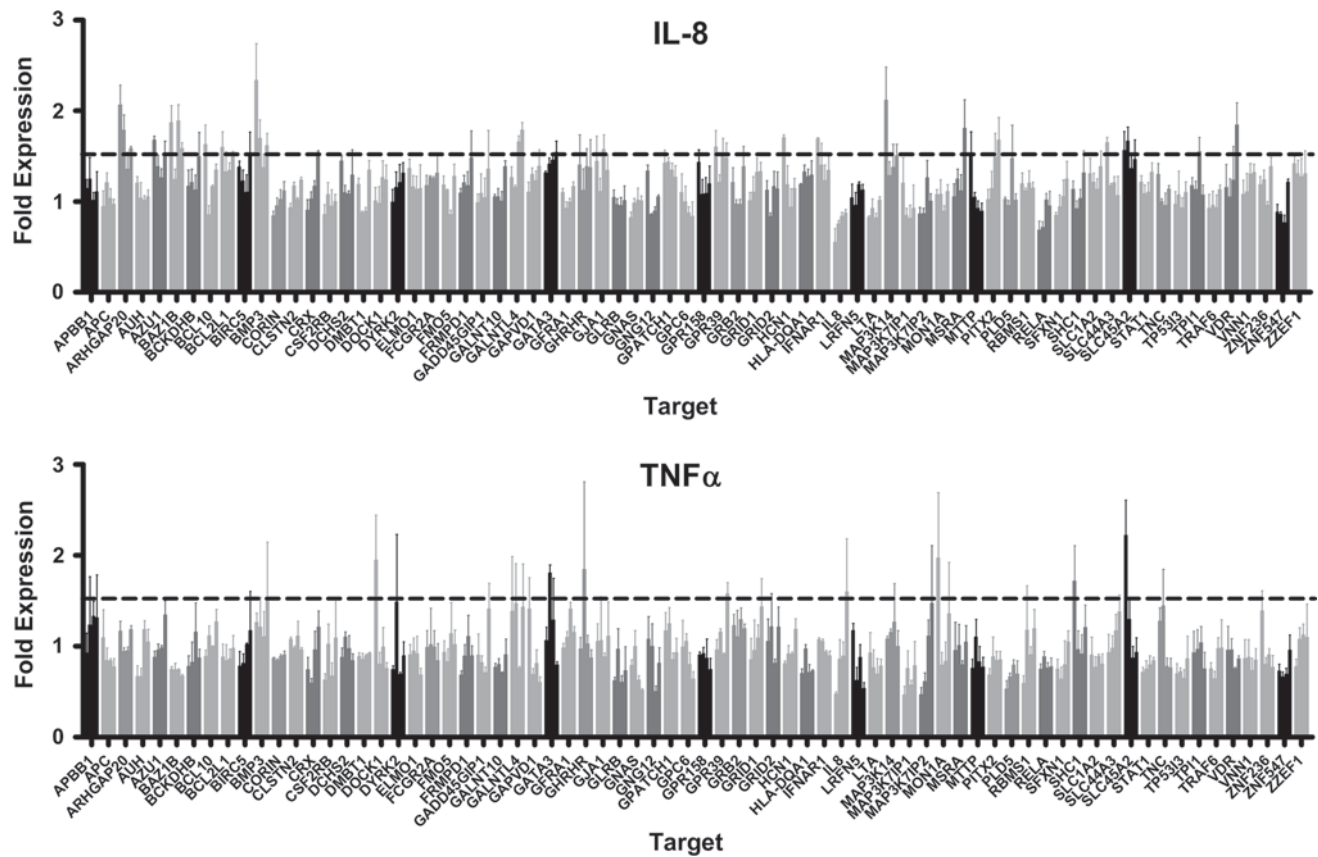 IL-8
3
2
1
0
Fold Expression
APBB1
APC
ARHGAP20
AUH
AZU1
BAZ1B
BCKDHB
BCL10
BCL2L1
BIRC5
BMP3
CORIN
CLSTN2
CRX
CSF2RB
DCHS2
DMBT1
DOCK1
DYRK2
ELMO1
FCGR2A
FMO5
FRMPD1
GADD45GIP1
GALNT10
GALNTL4
GAPVD1
GATA3
GFRA1
GHRHR
GJA1
GNB
GNAS
GNG12
GPATCH1
GPC6
GPR158
GPR39
GRB2
GRID1
GRID2
HCN1
HLA-DQA1
IFNAR1
IL8
LRFN5
MAP3K14
MAP3K7IP1
MAP3K7IP2
MON1A
MSRA
MTTP
PITX2
PLD5
RBMS1
RELA
SFXN1
SHC1
SLC1A2
SLC4A3
SLC45A2
STAT1
TNC
TP53I3
TPI1
TRAF6
VDR
VNN1
ZNF36
ZNF547
ZZEF1
Target
TNFα
3
2
1
0
Fold Expression
APBB1
APC
ARHGAP20
AUH
AZU1
BAZ1B
BCKDHB
BCL10
BCL2L1
BIRC5
BMP3
CORIN
CLSTN2
CRX
CSF2RB
DCHS2
DMBT1
DOCK1
DYRK2
ELMO1
FCGR2A
FMO5
FRMPD1
GADD45GIP1
GALNT10
GALNTL4
GAPVD1
GATA3
GFRA1
GHRHR
GJA1
GNB
GNAS
GNG12
GPATCH1
GPC6
GPR158
GPR39
GRB2
GRID1
GRID2
HCN1
HLA-DQA1
IFNAR1
IL8
LRFN5
MAP3K14
MAP3K7IP1
MAP3K7IP2
MON1A
MSRA
MTTP
PITX2
PLD5
RBMS1
RELA
SFXN1
SHC1
SLC1A2
SLC4A3
SLC45A2
STAT1
TNC
TP53I3
TPI1
TRAF6
VDR
VNN1
ZNF36
ZNF547
ZZEF1
Target